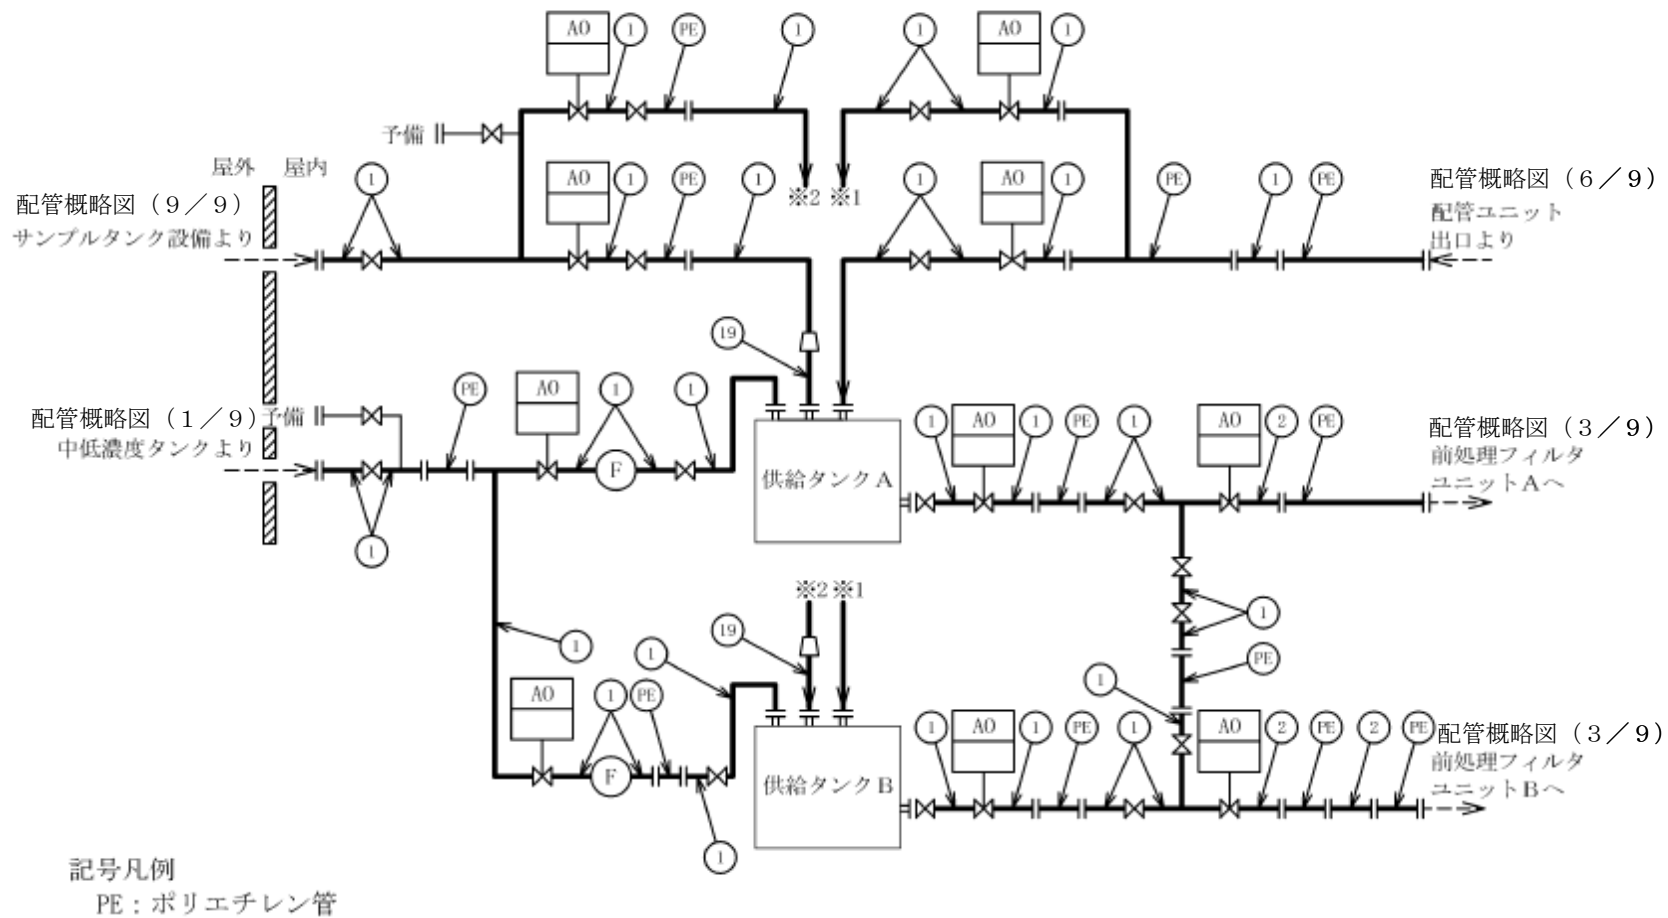 AO 1 PE 1 1 AO 1
予備
屋外 屋内
1 AO 1 PE 1 ※2 ※1 1 AO 1 PE 1 PE
配管概略図（9／9）
サンプルタンク設備より
配管概略図（6／9）
配管ユニット
出口より
19
PE AO 1 1
配管概略図（1／9）予備
中低濃度タンクより
F
供給タンクA
1 AO 1 PE 1 AO 2 PE
配管概略図（3／9）
前処理フィルタ
ユニットAへ
1
※2 ※1
19
1
1
1
PE
1
AO 1 PE
F
供給タンクB
1 AO 1 PE 1 AO 2 PE 2 PE
配管概略図（3／9）
前処理フィルタ
ユニットBへ
1
記号凡例
PE：ポリエチレン管